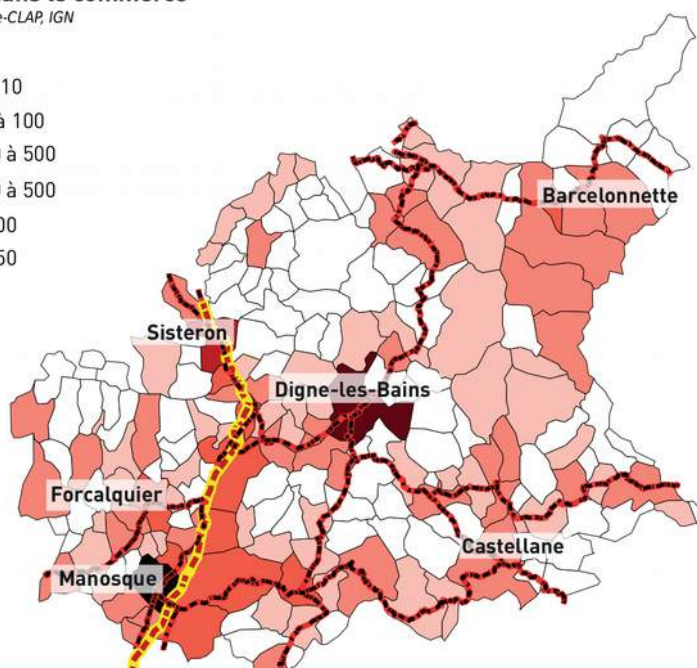 e-CLAP, IGN
10
à 100
à 500
à 500
00
50
Barcelonnette
Sisteron
Digne-les-Bains
Forcalquier
Castellane
Manosque